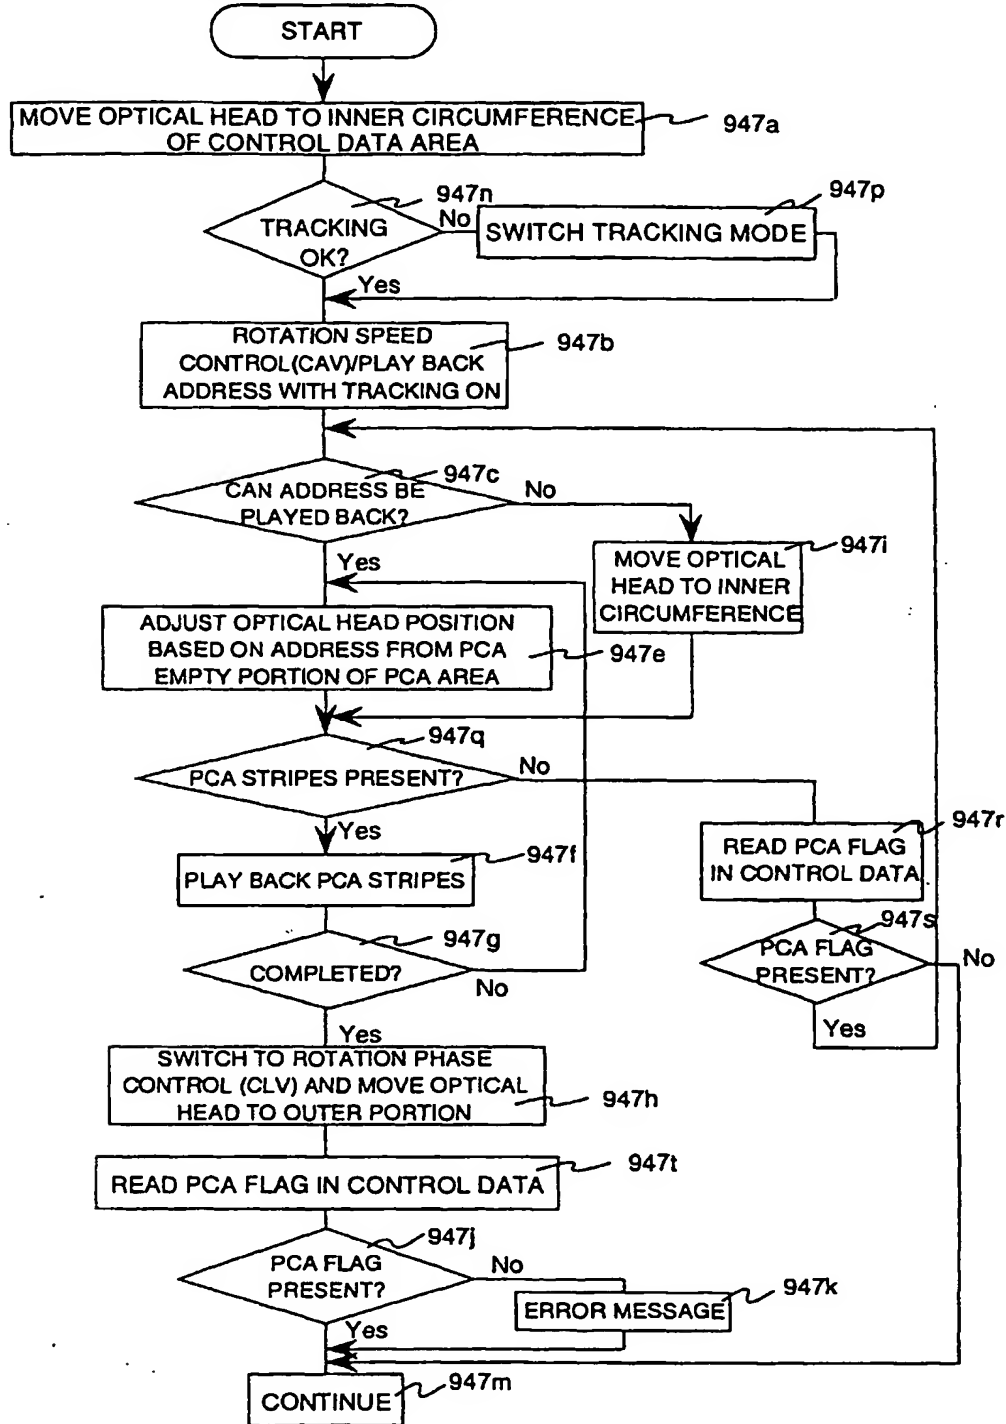 START
MOVE OPTICAL HEAD TO INNER CIRCUMFERENCE
OF CONTROL DATA AREA
947a
947n
TRACKING
OK?
No
947p
SWITCH TRACKING MODE
Yes
ROTATION SPEED
CONTROL(CAV)/PLAY BACK
ADDRESS WITH TRACKING ON
947b
947c
CAN ADDRESS BE
PLAYED BACK?
No
Yes
947i
MOVE OPTICAL
HEAD TO INNER
CIRCUMFERENCE
ADJUST OPTICAL HEAD POSITION
BASED ON ADDRESS FROM PCA
EMPTY PORTION OF PCA AREA
947e
947q
PCA STRIPES PRESENT?
No
Yes
947r
READ PCA FLAG
IN CONTROL DATA
PLAY BACK PCA STRIPES
947f
947s
PCA FLAG
PRESENT?
No
Yes
947g
COMPLETED?
No
Yes
SWITCH TO ROTATION PHASE
CONTROL (CLV) AND MOVE OPTICAL
HEAD TO OUTER PORTION
947h
947t
READ PCA FLAG IN CONTROL DATA
947j
PCA FLAG
PRESENT?
No
947k
ERROR MESSAGE
Yes
CONTINUE
947m